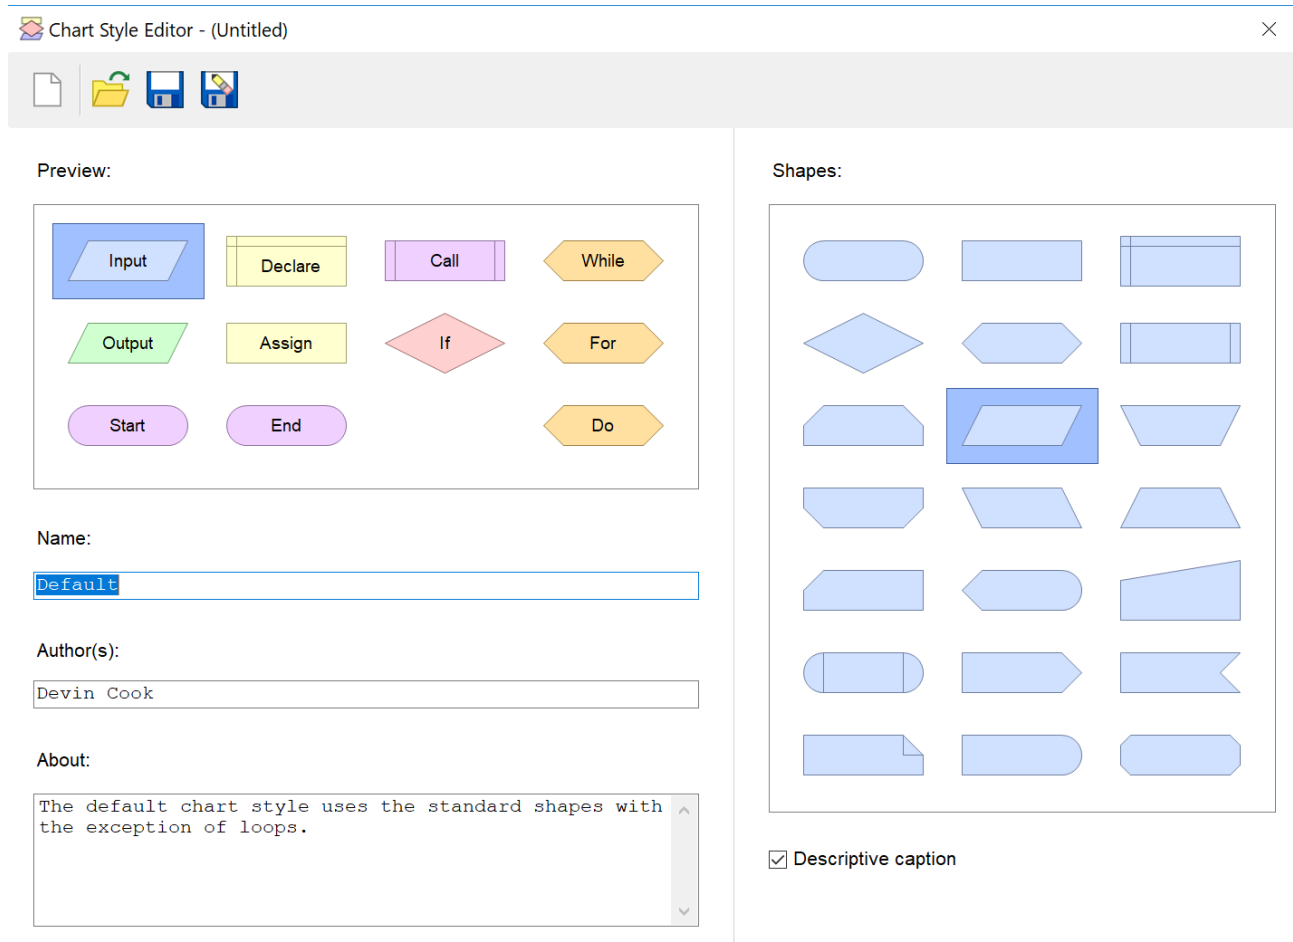 Chart Style Editor - (Untitled)
Preview:
Input
Declare
Call
While
Output
Assign
If
For
Start
End
Do
Name:
Default
Author(s):
Devin Cook
About:
The default chart style uses the standard shapes with
the exception of loops.
Shapes:
Descriptive caption